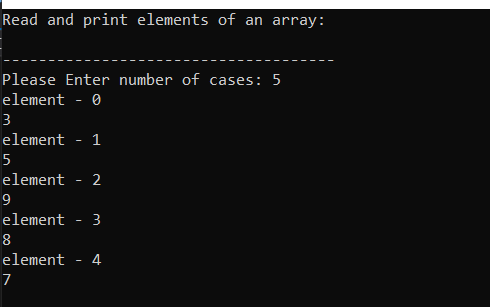 Read and print elements of an array:
------------------------------------
Please Enter number of cases: 5
element - 0
3
element - 1
5
element - 2
9
element - 3
8
element - 4
7